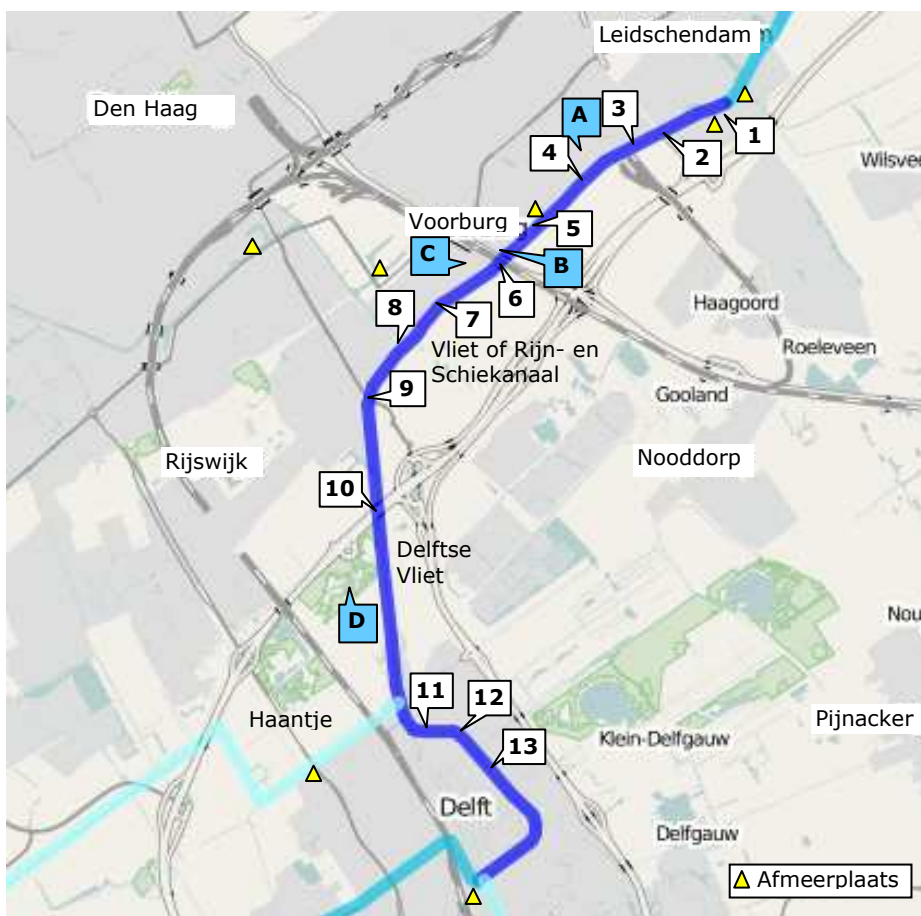 Leidschendam
Den Haag
A
3
1
4
2
Wilsve
Voorburg
5
C
B
6
8
7
Haagoord
Vliet of Rijn- en
Schiekanaal
Roeleveen
9
Gooland
Rijswijk
Nooddorp
10
Delftse
Vliet
D
Nou
11
12
Haantje
Pijnacker
Klein-Delfgauw
13
Delft
Delfgauw
Afmeerplaats